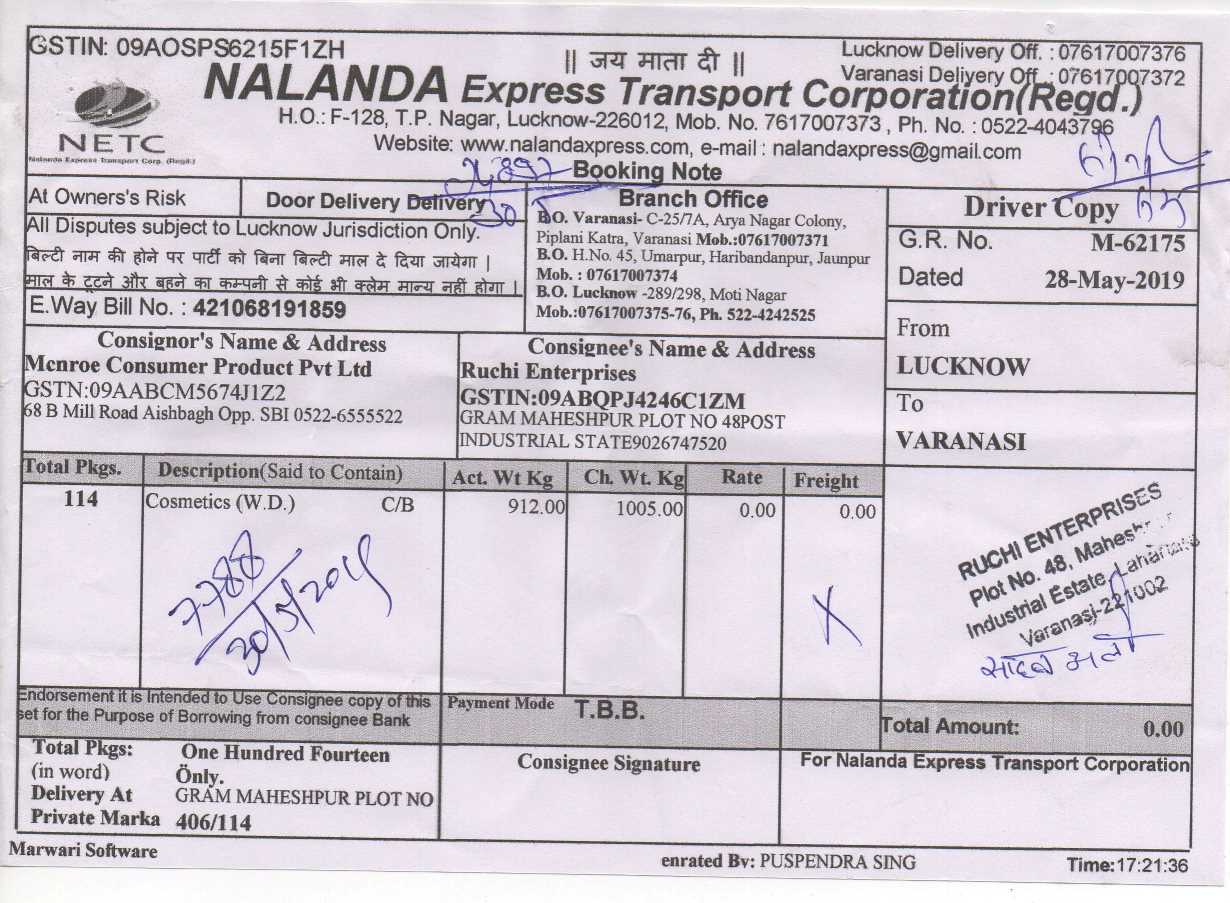 GSTIN: 09AOSPS6215F1ZH
|| जय माता दी ||
Lucknow Delivery Off. : 07617007376
Varanasi Delivery Off. : 07617007372
NALANDA Express Transport Corporation(Regd.)
NETC
Nalanda Express Transport Corp. (Regd.)
H.O.: F-128, T.P. Nagar, Lucknow-226012, Mob. No. 7617007373 , Ph. No. : 0522-4043796
Website: www.nalandaxpress.com, e-mail : nalandaxpress@gmail.com
Booking Note
At Owners's Risk
Door Delivery Delivery
30
Branch Office
Driver Copy
All Disputes subject to Lucknow Jurisdiction Only.
बिल्टी नाम की होने पर पार्टी को बिना बिल्टी माल दे दिया जायेगा |
माल के टूटने और बहने का कम्पनी से कोई भी क्लेम मान्य नहीं होगा |
E.Way Bill No. : 421068191859
B.O. Varanasi- C-25/7A, Arya Nagar Colony,
Piplani Katra, Varanasi Mob.:07617007371
B.O. H.No. 45, Umarpur, Haribandanpur, Jaunpur
Mob. : 07617007374
B.O. Lucknow -289/298, Moti Nagar
Mob.:07617007375-76, Ph. 522-4242525
G.R. No. M-62175
Dated 28-May-2019
From
LUCKNOW
To
VARANASI
Consignor's Name & Address
Mcnroe Consumer Product Pvt Ltd
GSTN:09AABCM5674J1Z2
68 B Mill Road Aishbagh Opp. SBI 0522-6555522
Consignee's Name & Address
Ruchi Enterprises
GSTIN:09ABQPJ4246C1ZM
GRAM MAHESHPUR PLOT NO 48POST
INDUSTRIAL STATE9026747520
Total Pkgs. Description(Said to Contain) Act. Wt Kg Ch. Wt. Kg Rate Freight
114 Cosmetics (W.D.) C/B 912.00 1005.00 0.00 0.00
7788
30/5/2019
X
RUCHI ENTERPRISES
Plot No. 48,
Industrial Estate,
Varanasi-221002
Endorsement it is Intended to Use Consignee copy of this
set for the Purpose of Borrowing from consignee Bank
Payment Mode T.B.B.
Total Amount: 0.00
Total Pkgs: One Hundred Fourteen
(in word) Only.
Delivery At GRAM MAHESHPUR PLOT NO
Private Marka 406/114
Consignee Signature
For Nalanda Express Transport Corporation
Marwari Software
enrated By: PUSPENDRA SING
Time:17:21:36